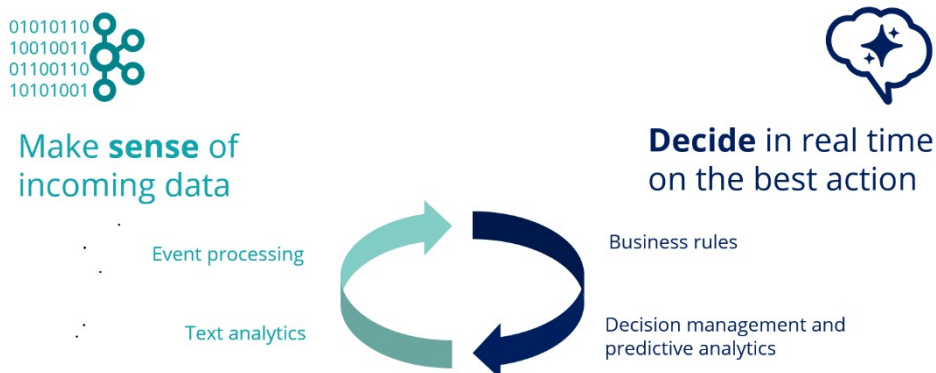 01010110
10010011
01100110
10101001
Make sense of
incoming data
Event processing
Text analytics
Decide in real time
on the best action
Business rules
Decision management and
predictive analytics